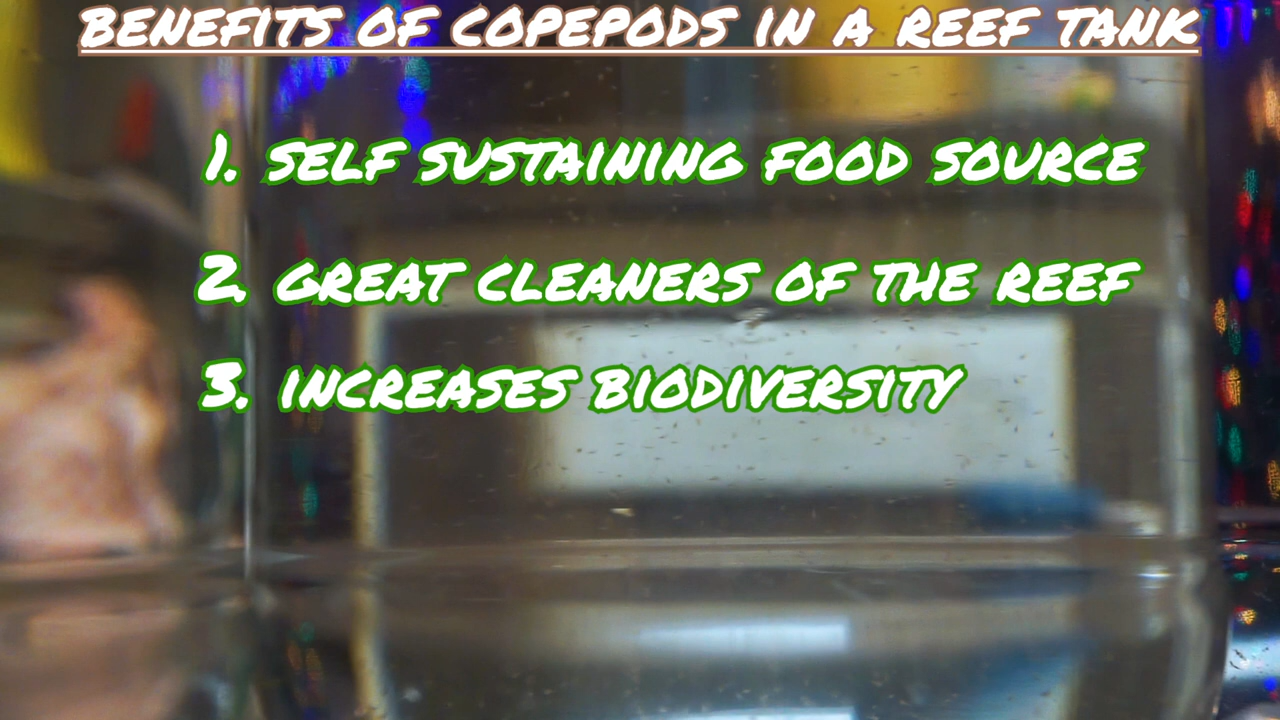 BENEFITS OF COPEPODS IN A REEF TANK
1. SELF SUSTAINING FOOD SOURCE
2. GREAT CLEANERS OF THE REEF
3. INCREASES BIODIVERSITY